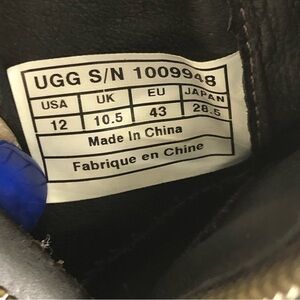 UGG S/N 1009948
USA UK EU JAPAN
12 10.5 43 28.5
Made In China
Fabrique en Chine